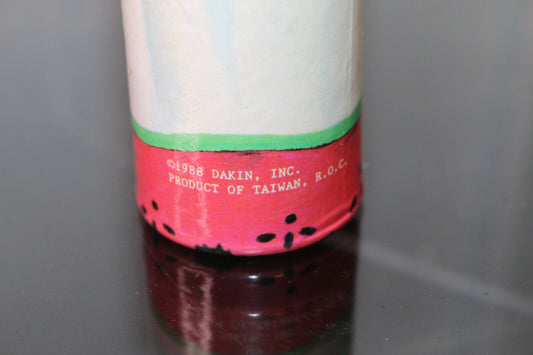 ©1988 DAKIN, INC.
PRODUCT OF TAIWAN, R.O.C.